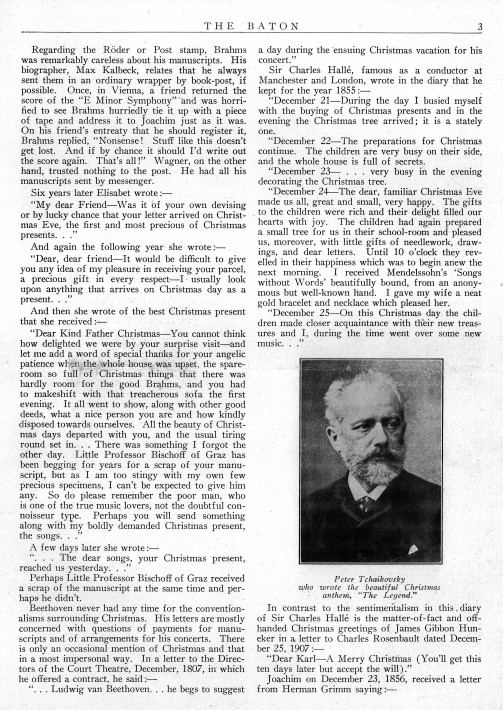 THE BATON 3
Regarding the Röder or Post stamp, Brahms
was remarkably careless about his manuscripts. His
biographer, Max Kalbeck, relates that he always
sent them in an ordinary wrapper by book-post, if
possible. Once, in Vienna, a friend returned the
score of the "E Minor Symphony" and was horri-
fied to see Brahms hurriedly tie it up with a piece
of tape and address it to Joachim just as it was.
On his friend's entreaty that he should register it,
Brahms replied, "Nonsense! Stuff like this doesn't
get lost. And if by chance it should I'd write out
the score again. That's all!" Wagner, on the other
hand, trusted nothing to the post. He had all his
manuscripts sent by messenger.
Six years later Elisabet wrote:—
"My dear Friend—Was it of your own devising
or by lucky chance that your letter arrived on Christ-
mas Eve, the first and most precious of Christmas
presents. . ."
And again the following year she wrote:—
"Dear, dear friend—It would be difficult to give
you any idea of my pleasure in receiving your parcel,
a precious gift in every respect—I usually look
upon anything that arrives on Christmas day as a
present. . ."
And then she wrote of the best Christmas present
that she received:—
"Dear Kind Father Christmas—You cannot think
how delighted we were by your surprise visit—and
let me add a word of special thanks for your angelic
patience when the whole house was upset, the spare-
room so full of Christmas things that there was
hardly room for the good Brahms, and you had
to makeshift with that treacherous sofa the first
evening. It all went to show, along with other good
deeds, what a nice person you are and how kindly
disposed towards ourselves. All the beauty of Christ-
mas days departed with you, and the usual tiring
round set in. . . There was something I forgot the
other day. Little Professor Bischoff of Graz has
been begging for years for a scrap of your manu-
script, but as I am too stingy with my own few
precious specimens, I can't be expected to give him
any. So do please remember the poor man, who
is one of the true music lovers, not the doubtful con-
noisseur type. Perhaps you will send something
along with my boldly demanded Christmas present,
the songs. . ."
A few days later she wrote:—
". . . The dear songs, your Christmas present,
reached us yesterday. . ."
Perhaps Little Professor Bischoff of Graz received
a scrap of the manuscript at the same time and per-
haps he didn't.
Beethoven never had any time for the convention-
alisms surrounding Christmas. His letters are mostly
concerned with questions of payments for manu-
scripts and of arrangements for his concerts. There
is only an occasional mention of Christmas and that
in a most impersonal way. In a letter to the Direc-
tors of the Court Theatre, December, 1807, in which
he offered a contract, he said:—
". . . Ludwig van Beethoven. . . he begs to suggest
a day during the ensuing Christmas vacation for his
concert."
Sir Charles Hallé, famous as a conductor at
Manchester and London, wrote in the diary that he
kept for the year 1855:—
"December 21—During the day I busied myself
with the buying of Christmas presents and in the
evening the Christmas tree arrived; it is a stately
one.
"December 22—The preparations for Christmas
continue. The children are very busy on their side,
and the whole house is full of secrets.
"December 23— . . . very busy in the evening
decorating the Christmas tree.
"December 24—The dear, familiar Christmas Eve
made us all, great and small, very happy. The gifts
to the children were rich and their delight filled our
hearts with joy. The children had again prepared
a small tree for us in their school-room and pleased
us, moreover, with little gifts of needlework, draw-
ings, and dear letters. Until 10 o'clock they rev-
elled in their happiness which was to begin anew the
next morning. I received Mendelssohn's 'Songs
without Words' beautifully bound, from an anony-
mous but well-known hand. I gave my wife a neat
gold bracelet and necklace which pleased her.
"December 25—On this Christmas day the chil-
dren made closer acquaintance with their new treas-
ures and I, during the time went over some new
music. . ."
Peter Tchaikovsky
who wrote the beautiful Christmas
anthem, "The Legend."
In contrast to the sentimentalism in this diary
of Sir Charles Hallé is the matter-of-fact and off-
handed Christmas greetings of James Gibbon Hun-
eker in a letter to Charles Rosenbault dated Decem-
ber 25, 1907:—
"Dear Karl—A Merry Christmas (You'll get this
ten days later but accept the will)."
Joachim on December 23, 1856, received a letter
from Herman Grimm saying:—